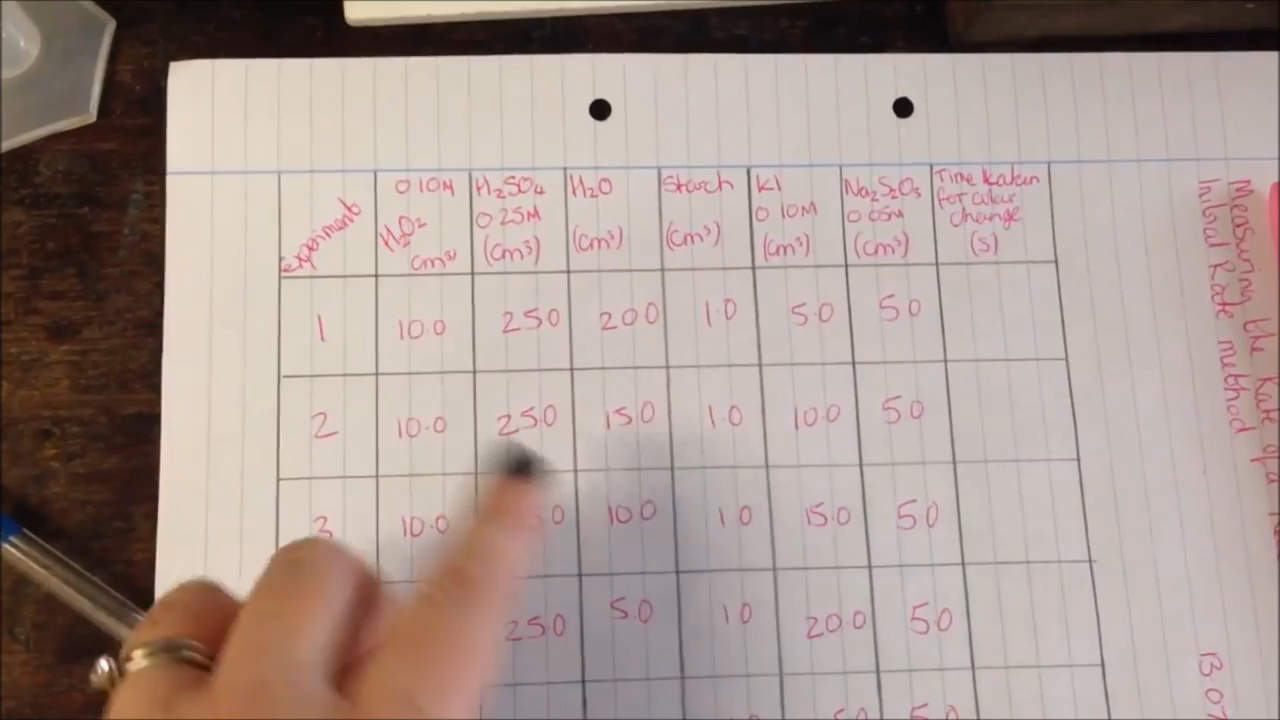 experiment
0.10M H₂O₂ cm³
H₂SO₄ 0.25M (cm³)
H₂O (cm³)
Starch (cm³)
KI 0.10M (cm³)
Na₂S₂O₃ 0.05M (cm³)
Time taken for colour change (s)
1 10.0 25.0 20.0 1.0 5.0 5.0
2 10.0 25.0 15.0 1.0 10.0 5.0
3 10.0 10.0 1.0 15.0 5.0
25.0 5.0 1.0 20.0 5.0
Measuring the Rate of a
Initial Rate method